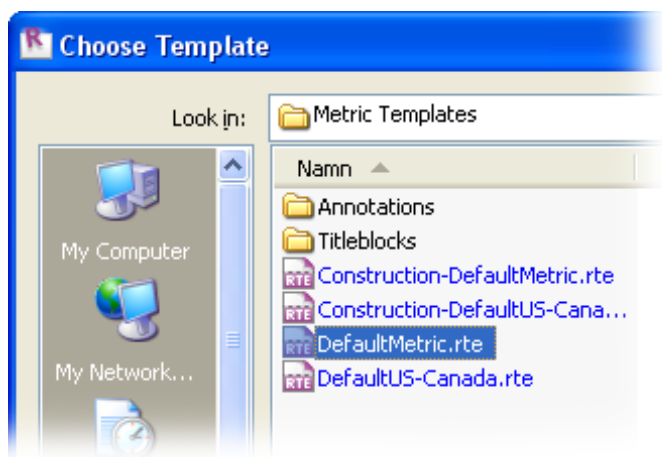 Choose Template
Look in:
Metric Templates
My Computer
My Network...
Namn
Annotations
Titleblocks
Construction-DefaultMetric.rte
Construction-DefaultUS-Cana...
DefaultMetric.rte
DefaultUS-Canada.rte